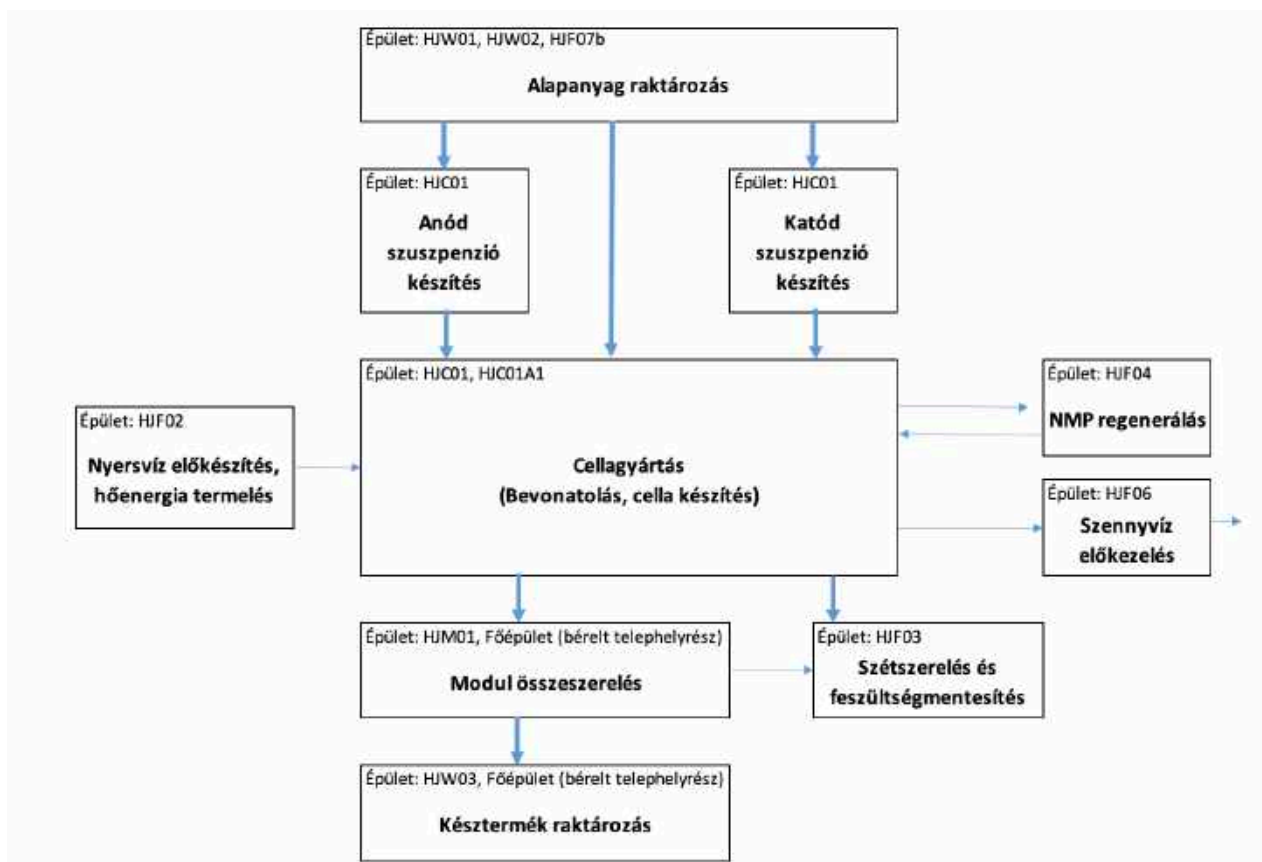 Épület: HJW01, HJW02, HJF07b
Alapanyag raktározás
Épület: HJC01
Anód
szuszpenzió
készítés
Épület: HJC01
Katód
szuszpenzió
készítés
Épület: HJC01, HJC01A1
Cellagyártás
(Bevonatolás, cella készítés)
Épület: HJF02
Nyersvíz előkészítés,
hőenergia termelés
Épület: HJF04
NMP regenerálás
Épület: HJF06
Szennyvíz
előkezelés
Épület: HJM01, Főépület (bérelt telephelyrész)
Modul összeszerelés
Épület: HJF03
Szétszerelés és
feszültségmentesítés
Épület: HJW03, Főépület (bérelt telephelyrész)
Késztermék raktározás